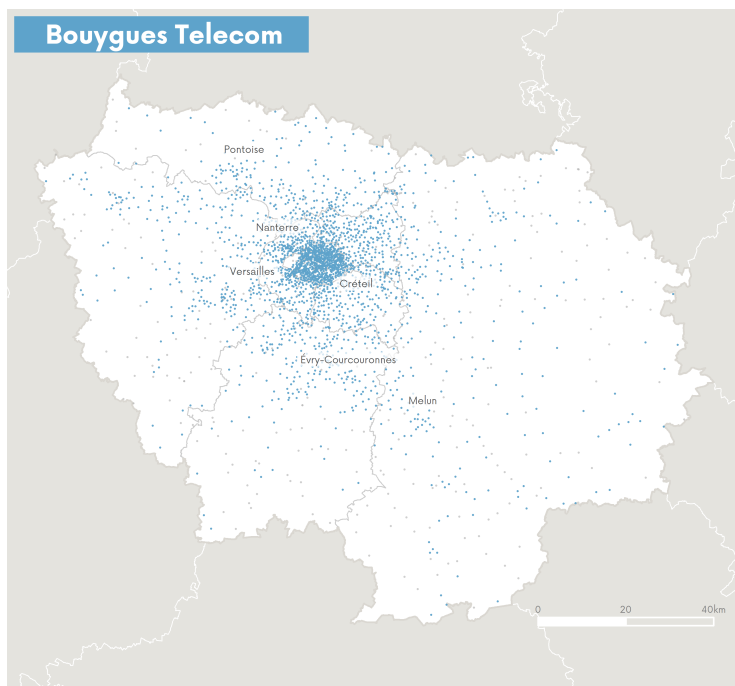 Bouygues Telecom
Pontoise
Nanterre
Versailles
Créteil
Évry-Courcouronnes
Melun
0 20 40km